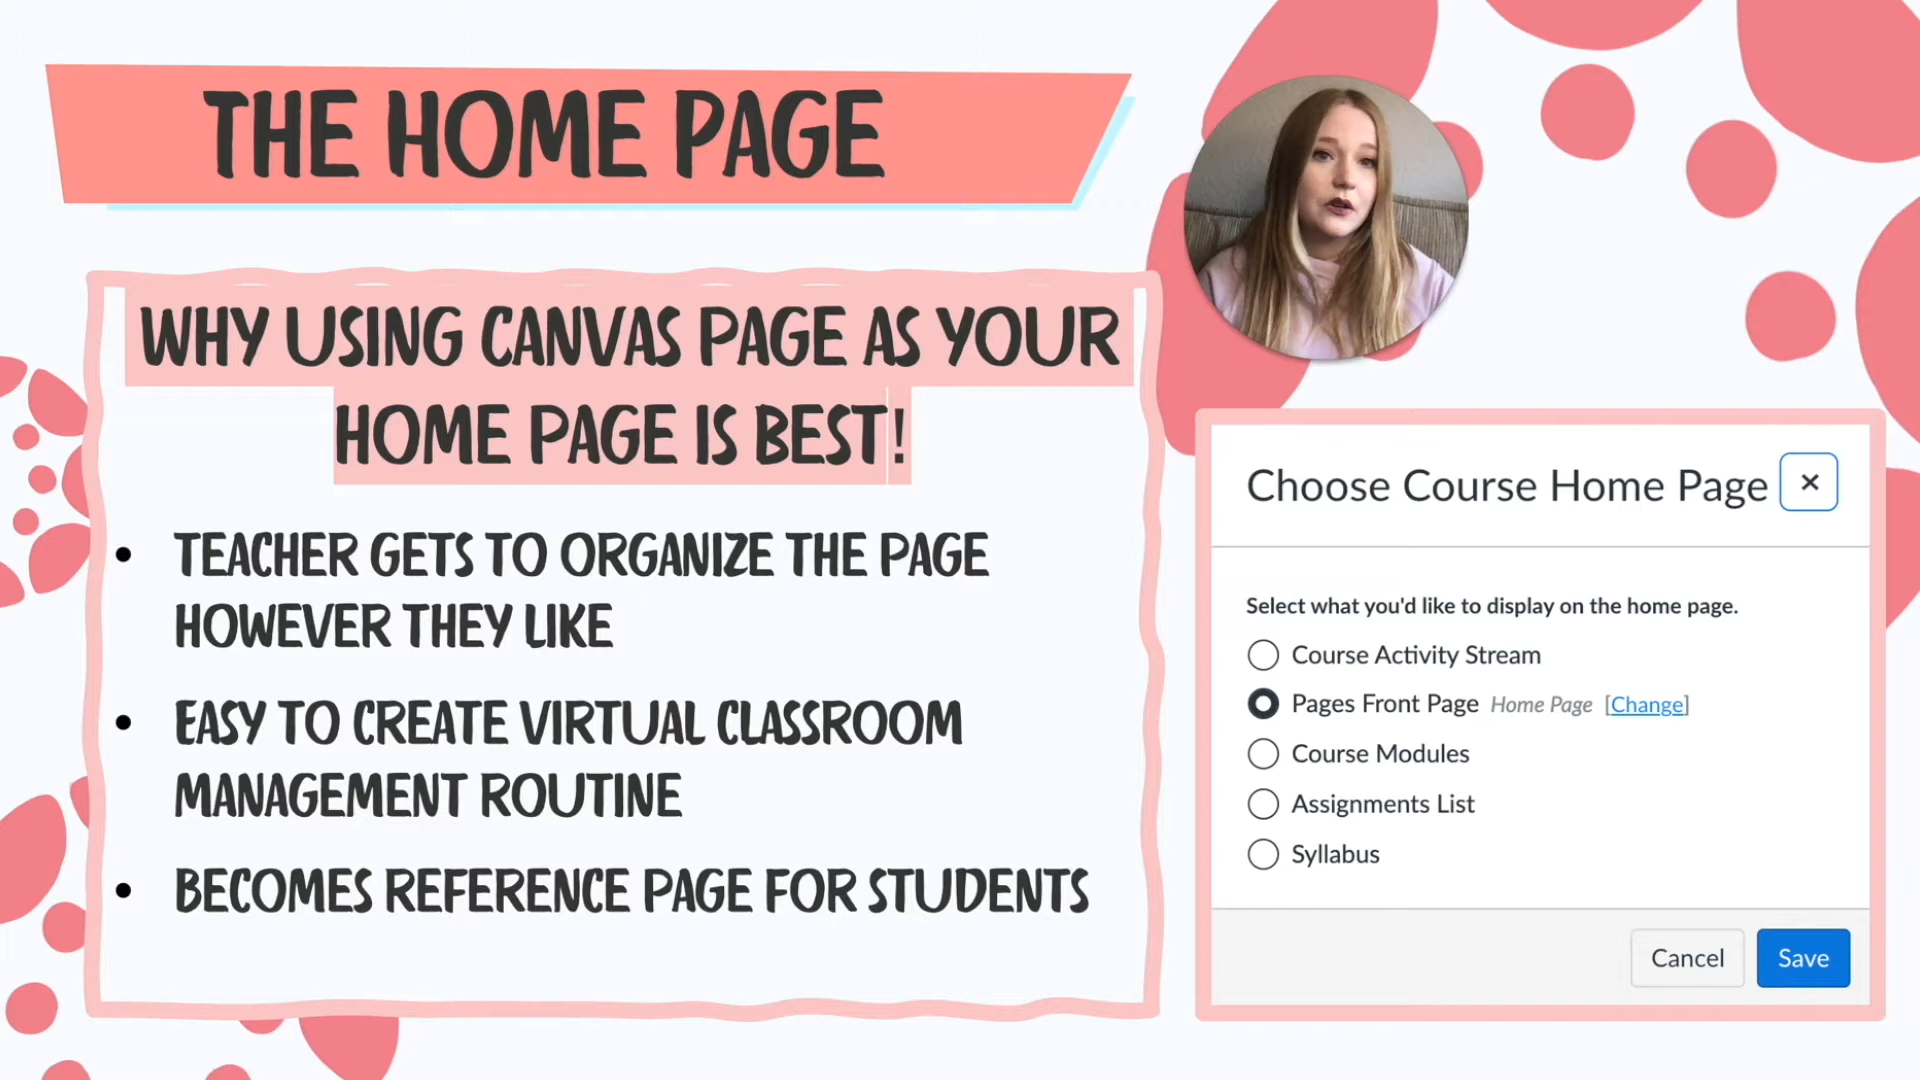 THE HOME PAGE
WHY USING CANVAS PAGE AS YOUR
HOME PAGE IS BEST!
• TEACHER GETS TO ORGANIZE THE PAGE
HOWEVER THEY LIKE
• EASY TO CREATE VIRTUAL CLASSROOM
MANAGEMENT ROUTINE
• BECOMES REFERENCE PAGE FOR STUDENTS
Choose Course Home Page ×
Select what you'd like to display on the home page.
Course Activity Stream
Pages Front Page Home Page [Change]
Course Modules
Assignments List
Syllabus
Cancel Save